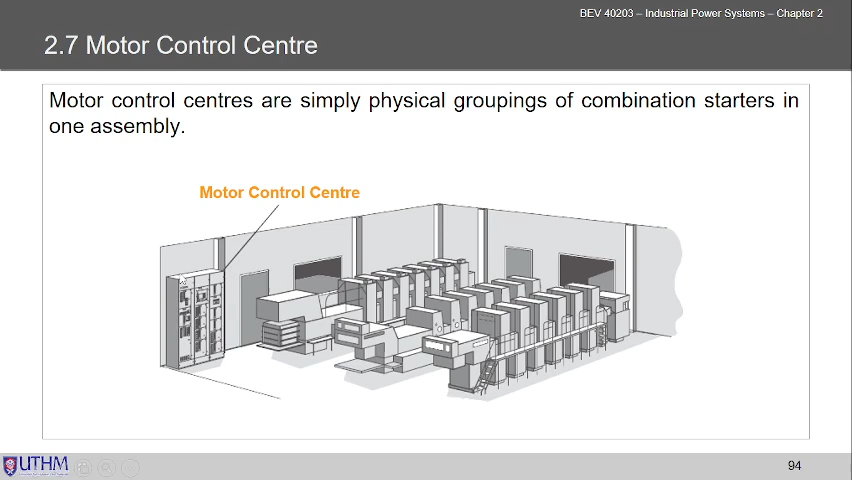 BEV 40203 – Industrial Power Systems – Chapter 2
2.7 Motor Control Centre
Motor control centres are simply physical groupings of combination starters in
one assembly.
Motor Control Centre
UTHM
94